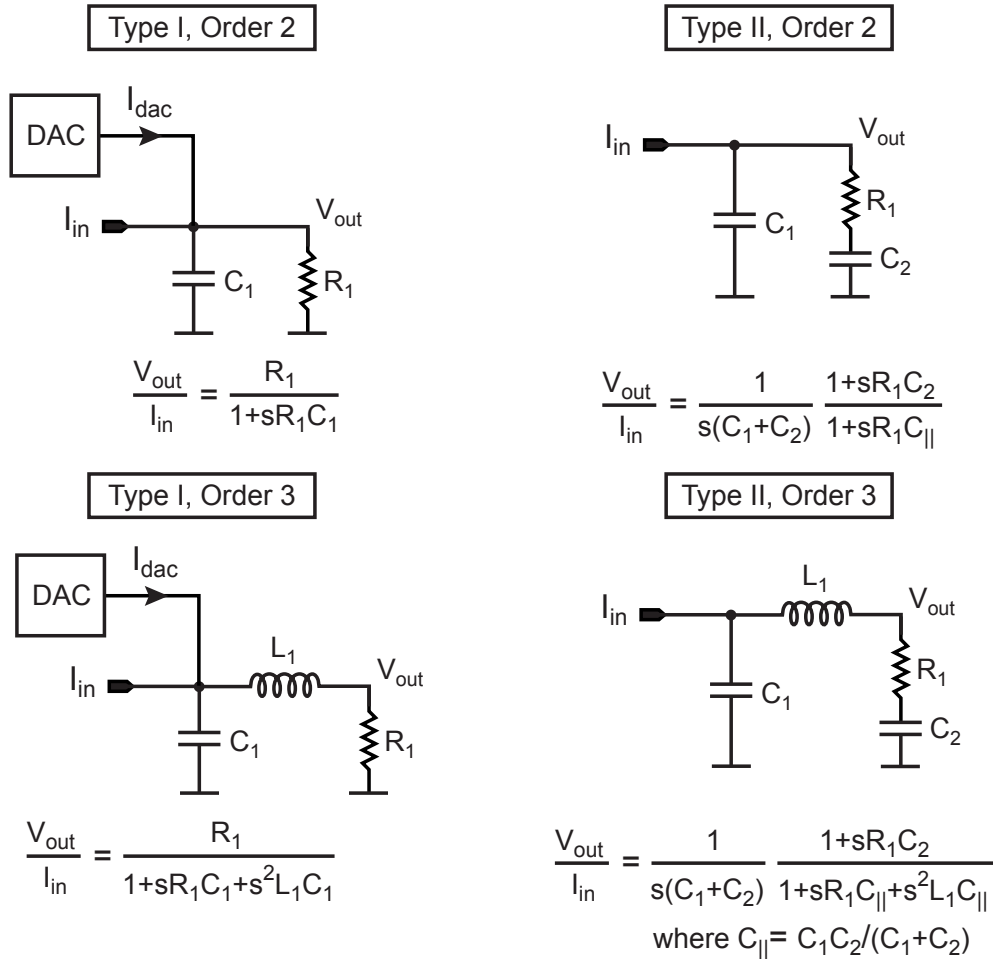 Type I, Order 2
DAC
I_dac
I_in
V_out
C_1
R_1
V_out / I_in = R_1 / 1+sR_1C_1
Type II, Order 2
I_in
V_out
C_1
R_1
C_2
V_out / I_in = 1 / s(C_1+C_2) 1+sR_1C_2 / 1+sR_1C_||
Type I, Order 3
DAC
I_dac
I_in
L_1
V_out
C_1
R_1
V_out / I_in = R_1 / 1+sR_1C_1+s^2L_1C_1
Type II, Order 3
I_in
L_1
V_out
C_1
R_1
C_2
V_out / I_in = 1 / s(C_1+C_2) 1+sR_1C_2 / 1+sR_1C_||+s^2L_1C_||
where C_||= C_1C_2/(C_1+C_2)